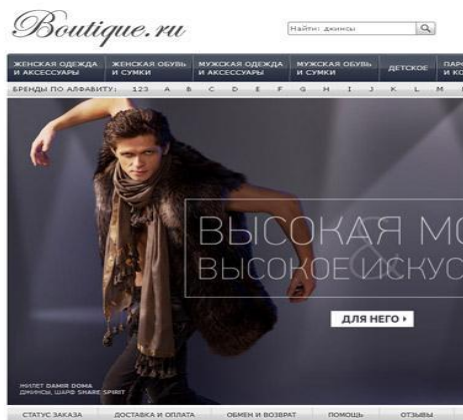 Boutique.ru
Найти: джинсы
ЖЕНСКАЯ ОДЕЖДА И АКСЕССУАРЫ
ЖЕНСКАЯ ОБУВЬ И СУМКИ
МУЖСКАЯ ОДЕЖДА И АКСЕССУАРЫ
МУЖСКАЯ ОБУВЬ И СУМКИ
ДЕТСКОЕ
БРЕНДЫ ПО АЛФАВИТУ: 123 A B C D E F G H I J K L M
ВЫСОКАЯ МО
&
ВЫСОКОЕ ИСКУС
ДЛЯ НЕГО
ЖИЛЕТ DAMIR DOMA
ДЖИНСЫ, ШАРФ SHARE SPIRIT
СТАТУС ЗАКАЗА ДОСТАВКА И ОПЛАТА ОБМЕН И ВОЗВРАТ ПОМОЩЬ ОТЗЫВЫ